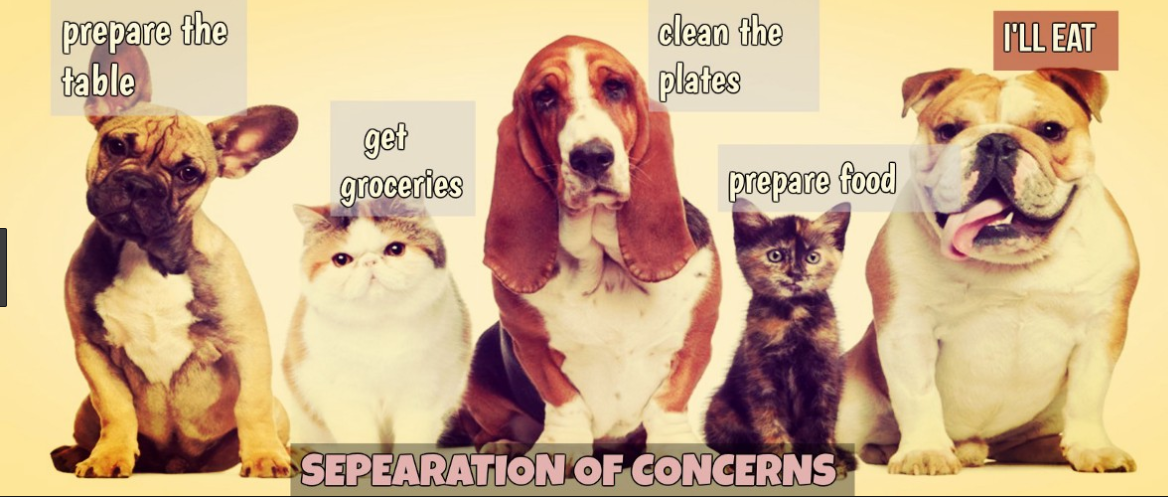 prepare the
table
get
groceries
clean the
plates
prepare food
I'LL EAT
SEPEARATION OF CONCERNS